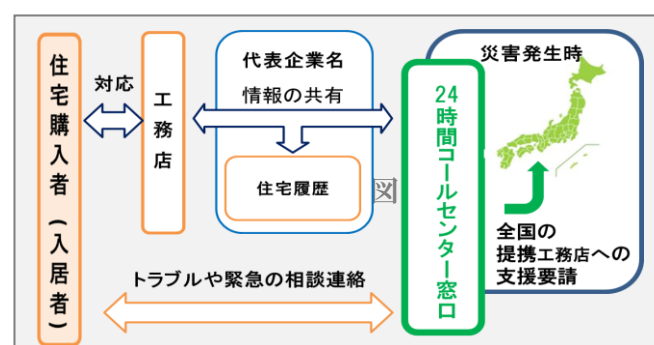 住宅購入者(入居者)
対応
工務店
代表企業名
情報の共有
住宅履歴
図
24時間コールセンター窓口
災害発生時
全国の
提携工務店への
支援要請
トラブルや緊急の相談連絡